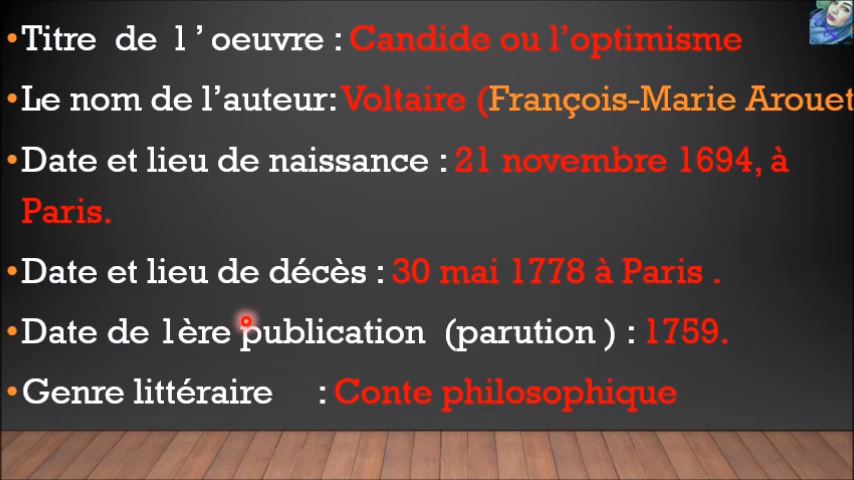 •Titre de l ’ oeuvre : Candide ou l’optimisme
•Le nom de l’auteur: Voltaire (François-Marie Arouet
•Date et lieu de naissance : 21 novembre 1694, à
Paris.
•Date et lieu de décès : 30 mai 1778 à Paris .
•Date de 1ère publication (parution ) : 1759.
•Genre littéraire : Conte philosophique